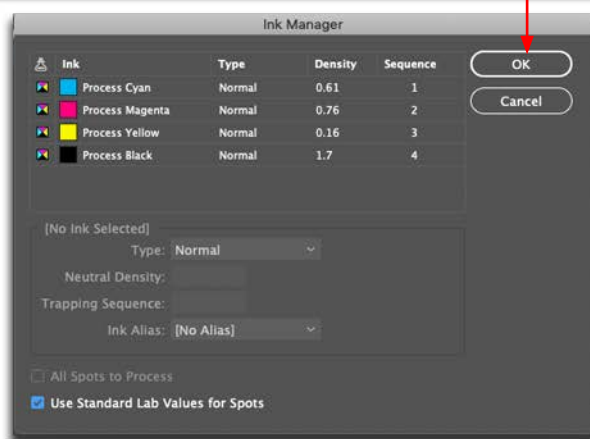 Ink Manager
Ink Type Density Sequence OK
Process Cyan Normal 0.61 1
Process Magenta Normal 0.76 2 Cancel
Process Yellow Normal 0.16 3
Process Black Normal 1.7 4
[No Ink Selected]
Type: Normal
Neutral Density:
Trapping Sequence:
Ink Alias: [No Alias]
All Spots to Process
Use Standard Lab Values for Spots